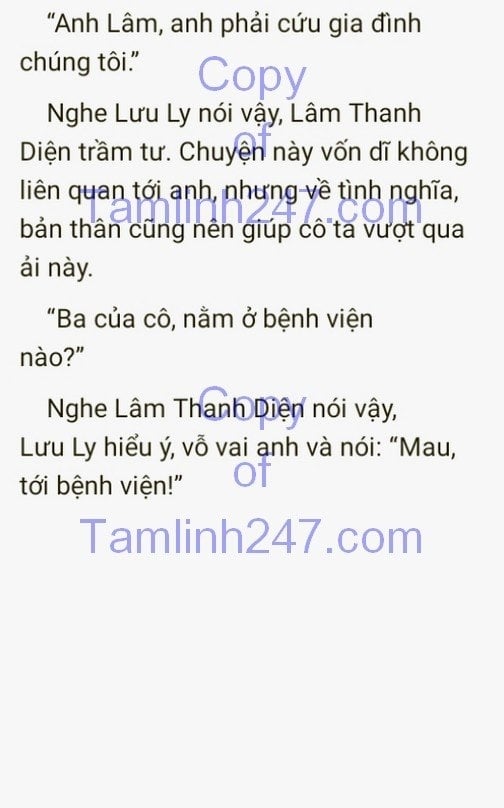 “Anh Lâm, anh phải cứu gia đình
chúng tôi.”
Copy
Nghe Lưu Ly nói vậy, Lâm Thanh
of
Diện trầm tư. Chuyện này vốn dĩ không
liên quan tới anh, nhưng về tình nghĩa,
Tamlinh247.com
bản thân cũng nên giúp cô ta vượt qua
ải này.
“Ba của cô, nằm ở bệnh viện
nào?”
Copy
Nghe Lâm Thanh Diện nói vậy,
Lưu Ly hiểu ý, vỗ vai anh và nói: “Mau,
of
tới bệnh viện!”
Tamlinh247.com